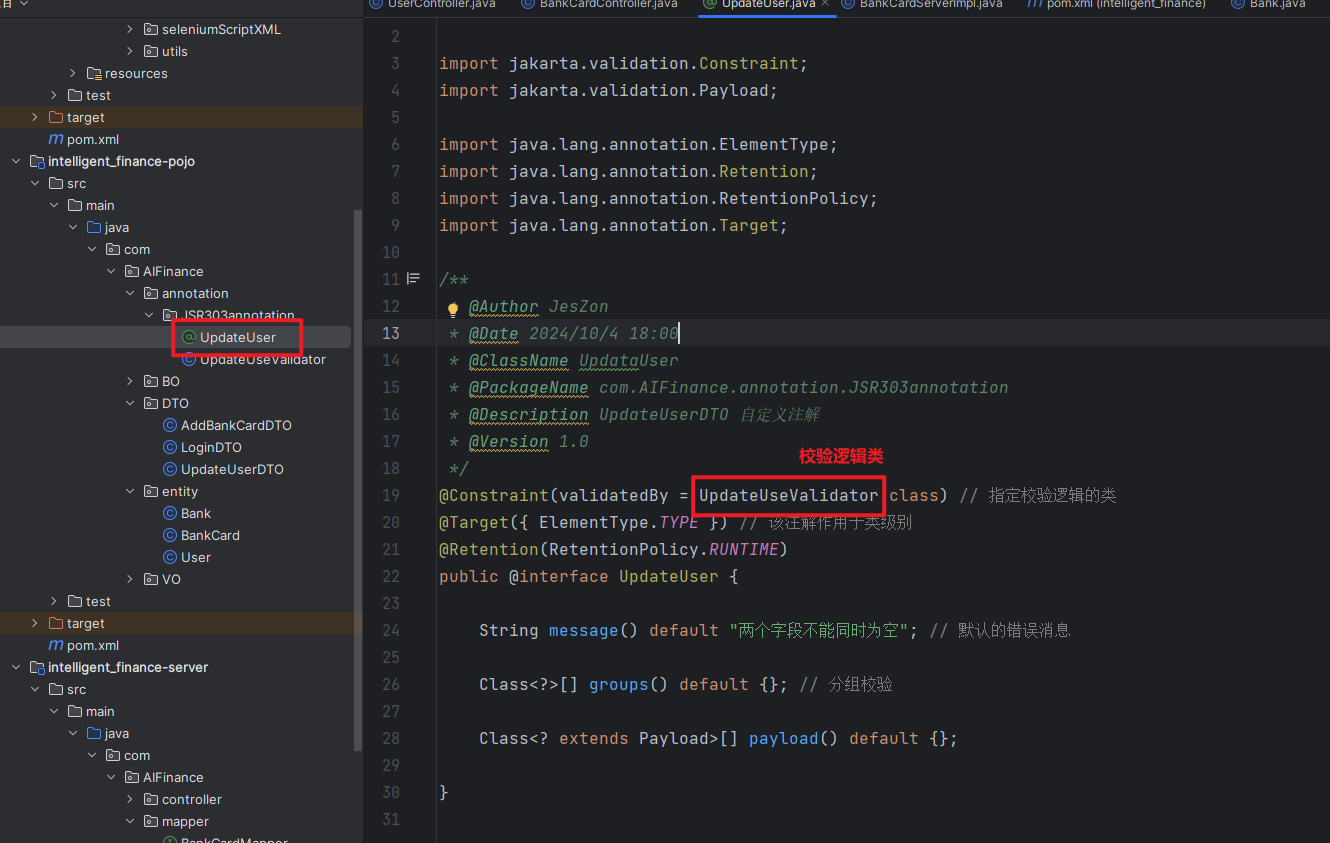 UserController.java BankCardController.java UpdateUser.java BankCardServerImpl.java pom.xml (intelligent_finance) Bank.java
seleniumScriptXML
utils
resources
test
target
pom.xml
intelligent_finance-pojo
src
main
java
com
AIFinance
annotation
JSR303annotation
UpdateUser
UpdateUseValidator
BO
DTO
AddBankCardDTO
LoginDTO
UpdateUserDTO
entity
Bank
BankCard
User
VO
test
target
pom.xml
intelligent_finance-server
src
main
java
com
AIFinance
controller
mapper
BankCardMapper
2
3 import jakarta.validation.Constraint;
4 import jakarta.validation.Payload;
5
6 import java.lang.annotation.ElementType;
7 import java.lang.annotation.Retention;
8 import java.lang.annotation.RetentionPolicy;
9 import java.lang.annotation.Target;
10
11 /**
12 @Author JesZon
13 * @Date 2024/10/4 18:00
14 * @ClassName UpdataUser
15 * @PackageName com.AIFinance.annotation.JSR303annotation
16 * @Description UpdateUserDTO 自定义注解
17 * @Version 1.0
校验逻辑类
18 */
19 @Constraint(validatedBy = UpdateUseValidator class) // 指定校验逻辑的类
20 @Target({ ElementType.TYPE }) // 该注解作用于类级别
21 @Retention(RetentionPolicy.RUNTIME)
22 public @interface UpdateUser {
23
24 String message() default "两个字段不能同时为空"; // 默认的错误消息
25
26 Class<?>[] groups() default {}; // 分组校验
27
28 Class<? extends Payload>[] payload() default {};
29
30 }
31